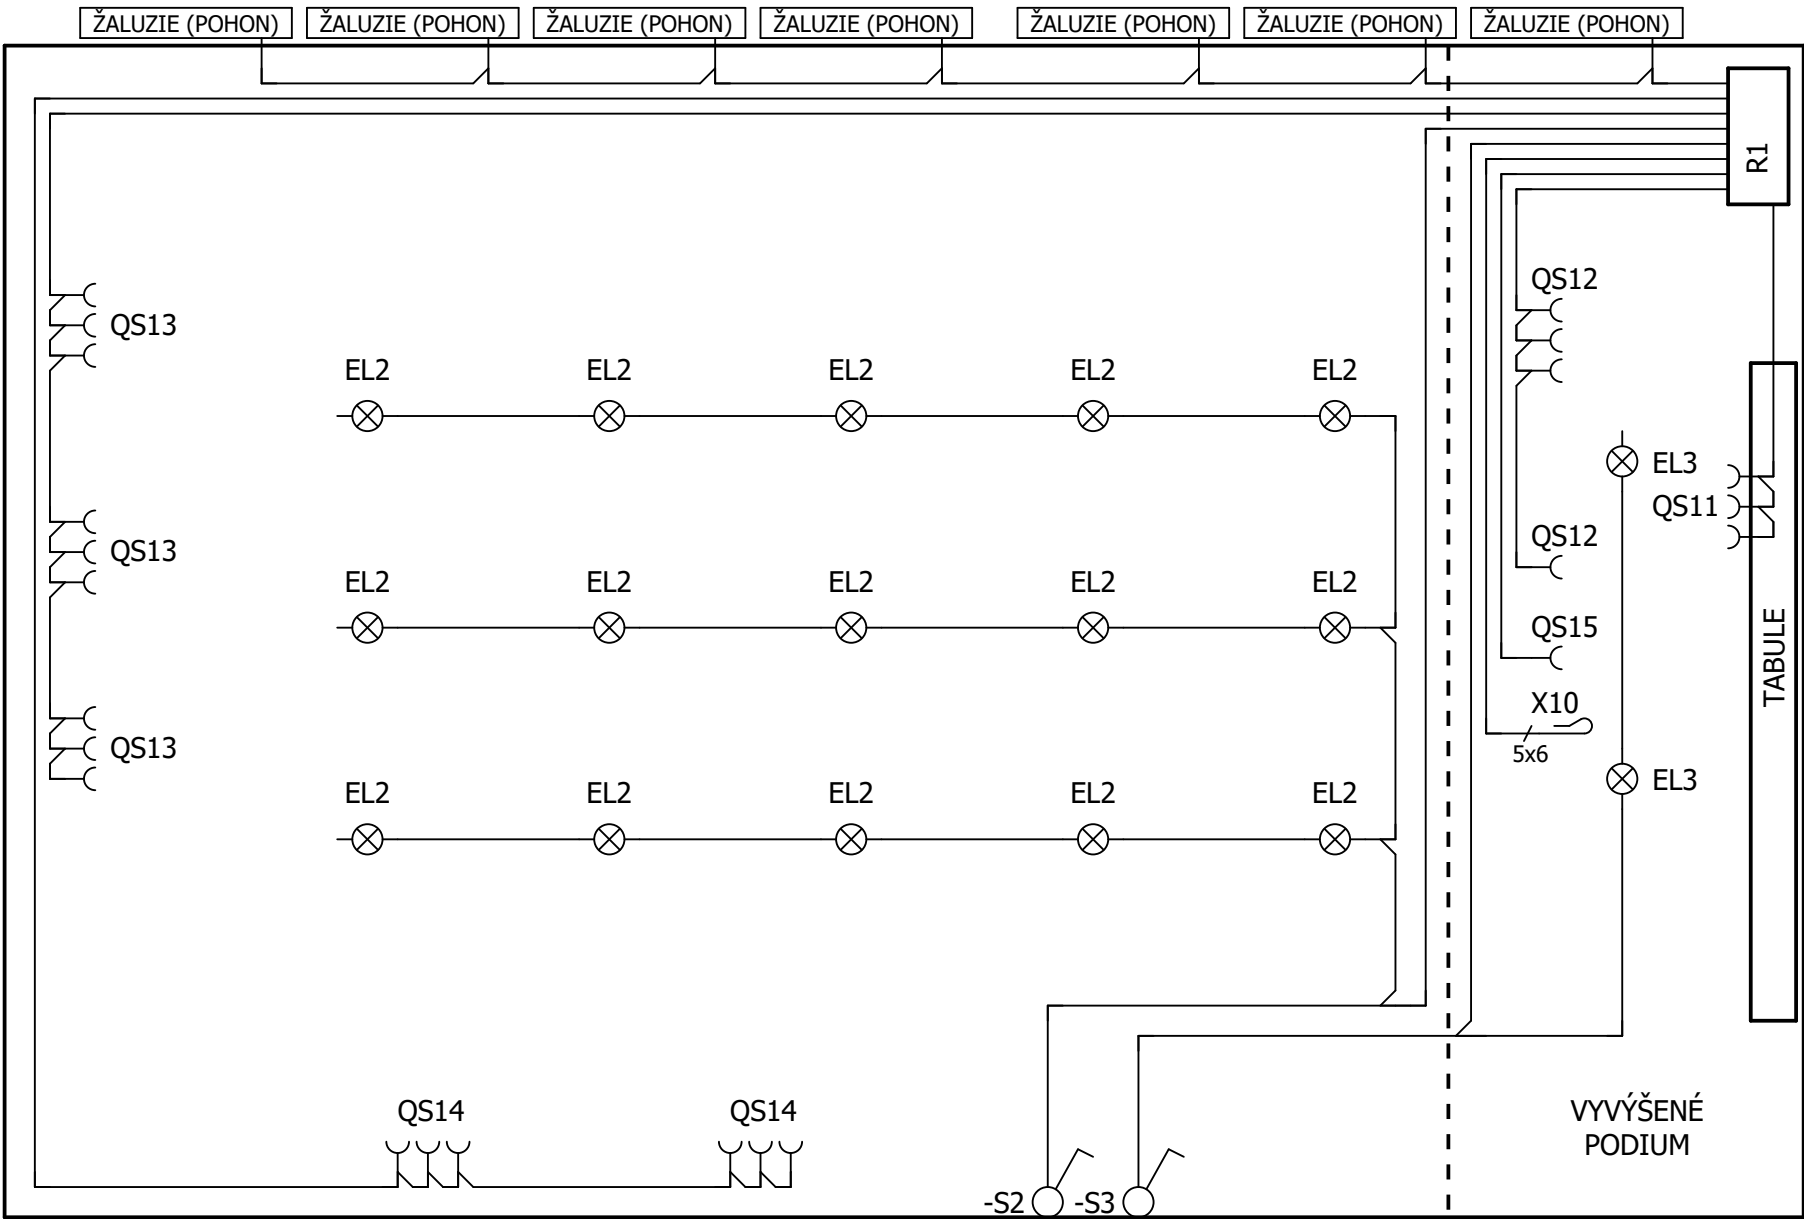 ŽALUZIE (POHON) ŽALUZIE (POHON) ŽALUZIE (POHON) ŽALUZIE (POHON) ŽALUZIE (POHON) ŽALUZIE (POHON) ŽALUZIE (POHON)
R1
QS12
QS13
EL2 EL2 EL2 EL2 EL2
EL3
QS11
QS12
QS13
EL2 EL2 EL2 EL2 EL2
QS15
TABULE
X10
QS13
5x6
EL3
EL2 EL2 EL2 EL2 EL2
QS14 QS14
VYVÝŠENÉ
PODIUM
-S2 -S3